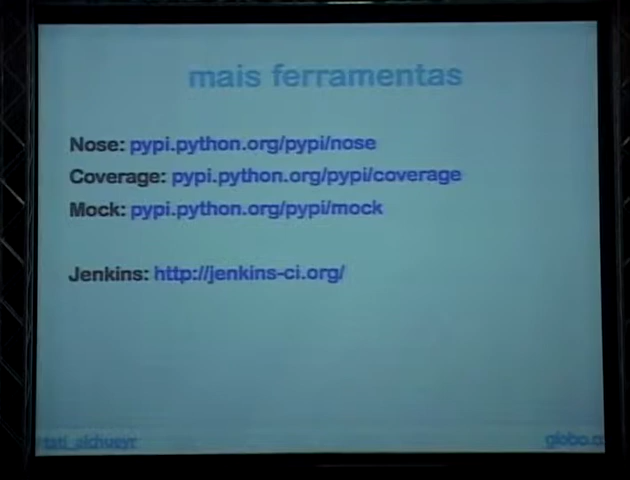 mais ferramentas
Nose: pypi.python.org/pypi/nose
Coverage: pypi.python.org/pypi/coverage
Mock: pypi.python.org/pypi/mock
Jenkins: http://jenkins-ci.org/
globo.c